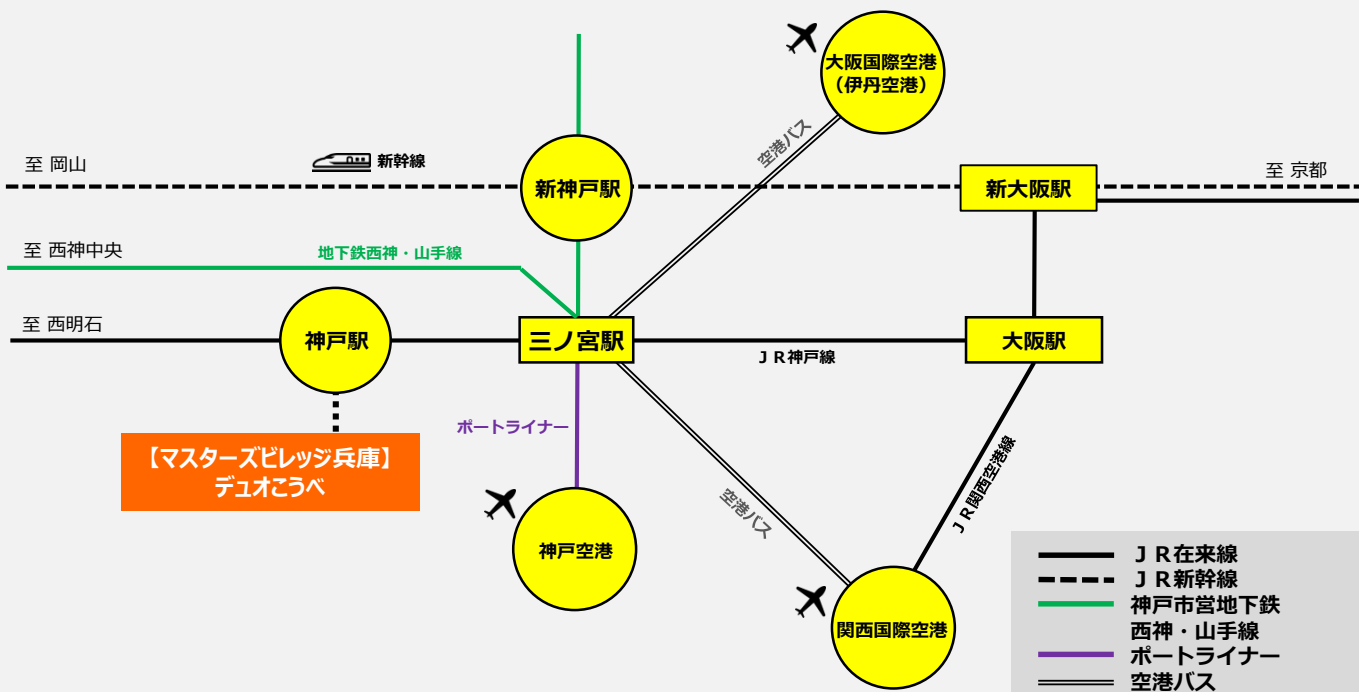 大阪国際空港
（伊丹空港）
空港バス
至 岡山
新幹線
新神戸駅
新大阪駅
至 京都
至 西神中央
地下鉄西神・山手線
至 西明石
神戸駅
三ノ宮駅
ＪＲ神戸線
大阪駅
【マスターズビレッジ兵庫】
デュオこうべ
ポートライナー
空港バス
ＪＲ関西空港線
神戸空港
関西国際空港
ＪＲ在来線
ＪＲ新幹線
神戸市営地下鉄
西神・山手線
ポートライナー
空港バス